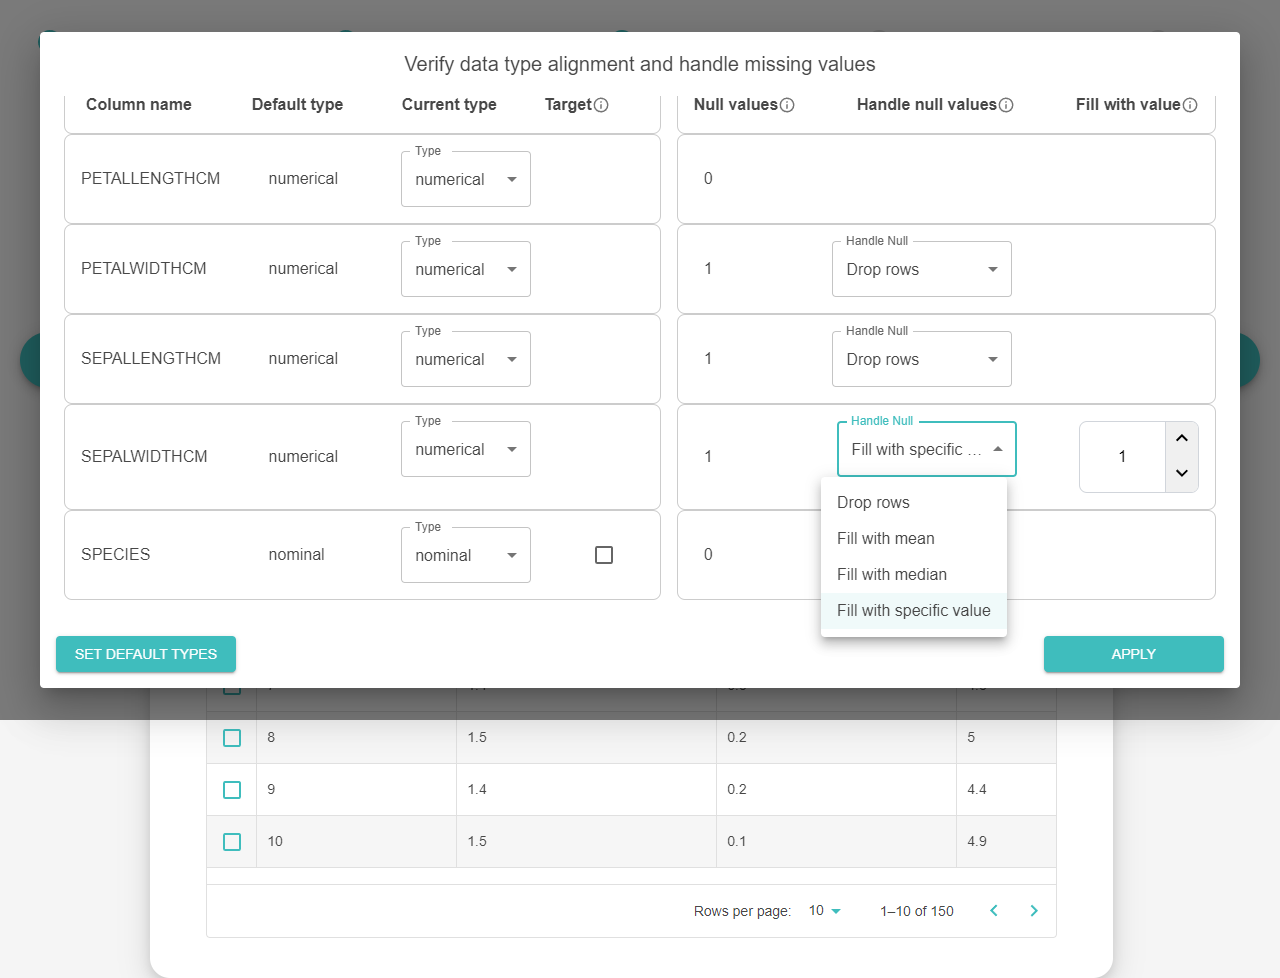 Verify data type alignment and handle missing values
Column name Default type Current type Target Null values Handle null values Fill with value
Type
PETALLENGTHCM numerical numerical 0
Type Handle Null
PETALWIDTHCM numerical numerical 1 Drop rows
Type Handle Null
SEPALLENGTHCM numerical numerical 1 Drop rows
Type Handle Null
SEPALWIDTHCM numerical numerical 1 Fill with specific … 1
Drop rows
Fill with mean
Type
SPECIES nominal nominal 0
Fill with median
Fill with specific value
SET DEFAULT TYPES APPLY
8 1.5 0.2 5
9 1.4 0.2 4.4
10 1.5 0.1 4.9
Rows per page: 10 1–10 of 150